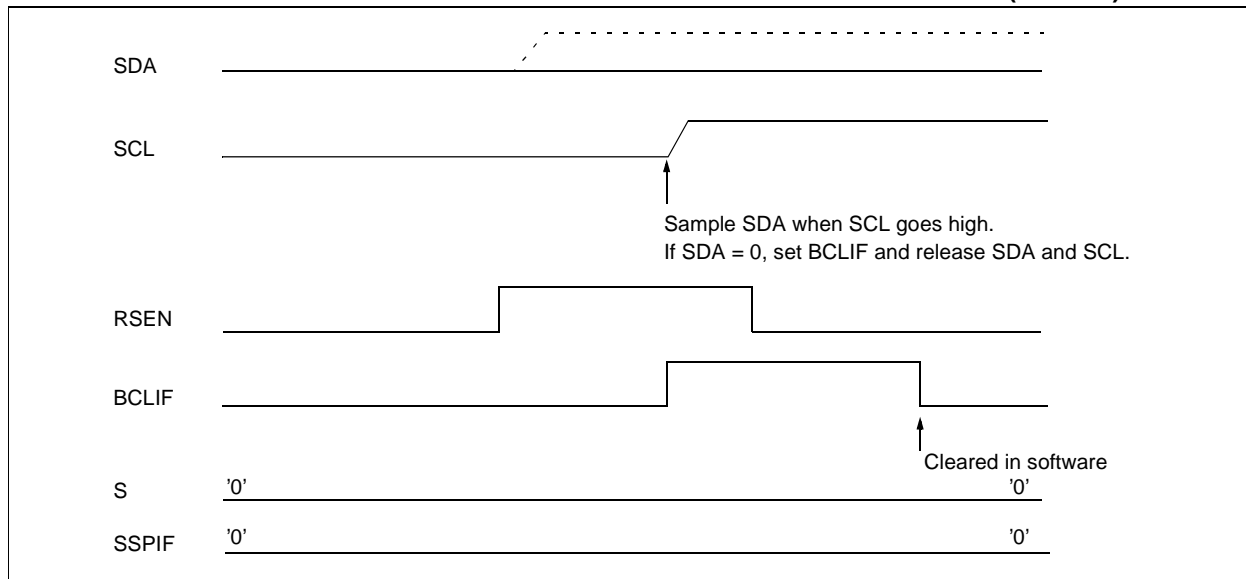 SDA
SCL
Sample SDA when SCL goes high.
If SDA = 0, set BCLIF and release SDA and SCL.
RSEN
BCLIF
Cleared in software
S
'0'
'0'
SSPIF
'0'
'0'